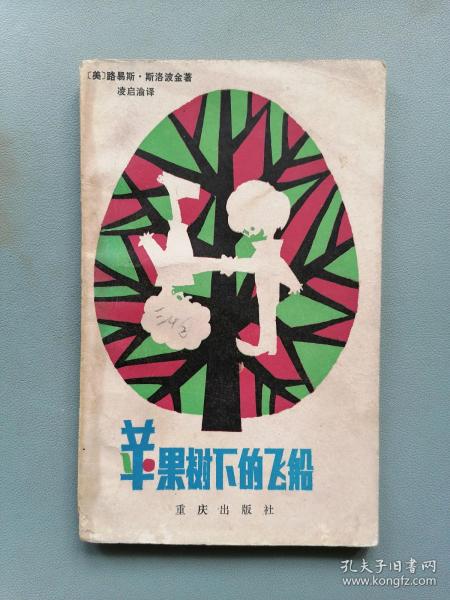 〔美〕路易斯·斯洛波金著
凌启渝译
苹果树下的飞船
重庆出版社
孔夫子旧书网
www.kongfz.com